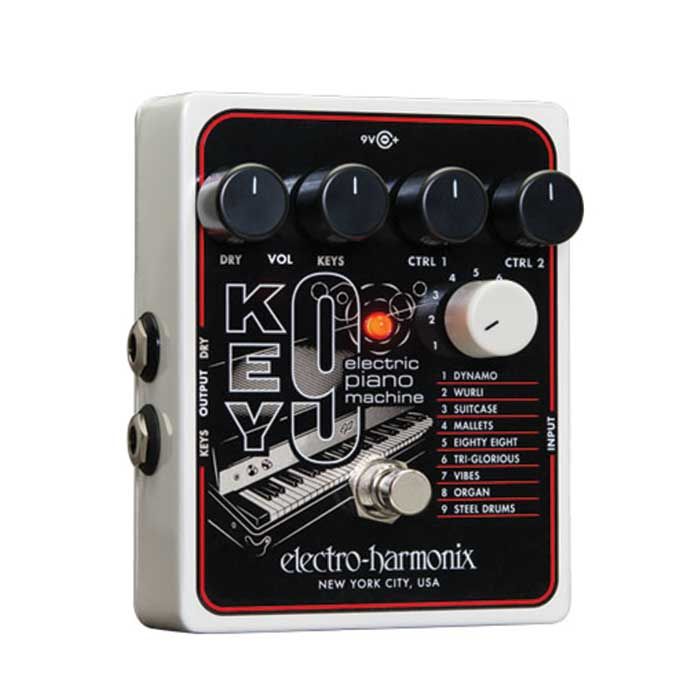 9V +
DRY VOL KEYS CTRL 1 CTRL 2
1 2 3 4 5 6
KEY
9
electric
piano
machine
KEYS OUTPUT DRY
INPUT
1 DYNAMO
2 WURLI
3 SUITCASE
4 MALLETS
5 EIGHTY EIGHT
6 TRI-GLORIOUS
7 VIBES
8 ORGAN
9 STEEL DRUMS
electro-harmonix
NEW YORK CITY, USA